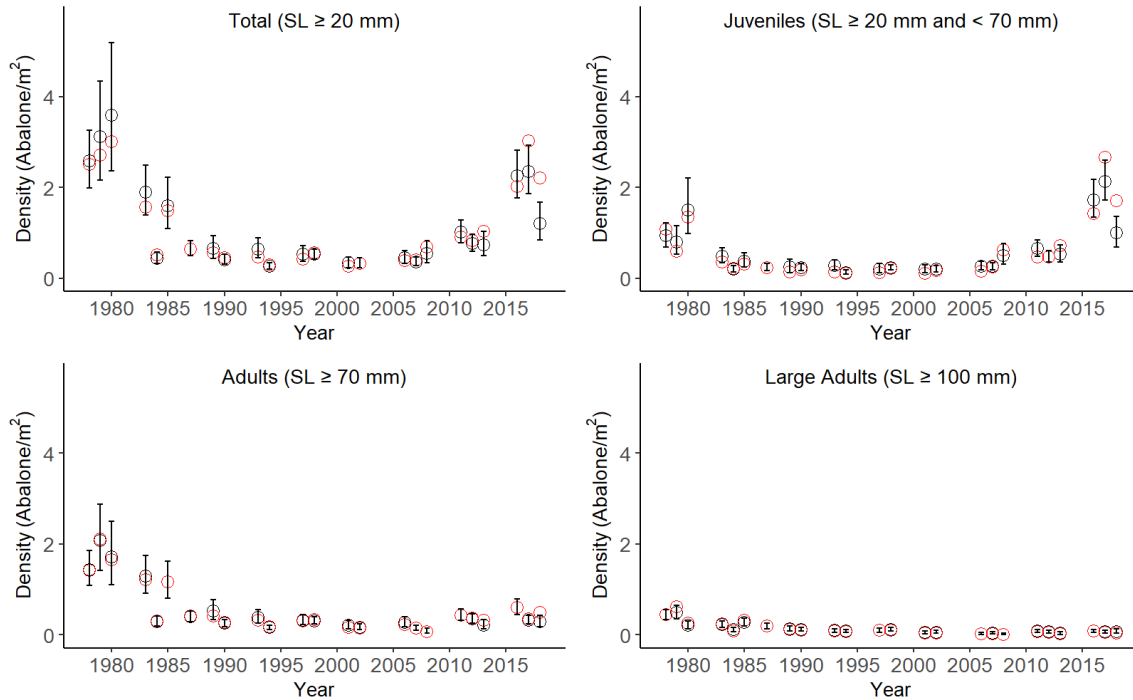 Total (SL ≥ 20 mm)
Density (Abalone/m²)
4
2
0
1980 1985 1990 1995 2000 2005 2010 2015
Year
Juveniles (SL ≥ 20 mm and < 70 mm)
Density (Abalone/m²)
4
2
0
1980 1985 1990 1995 2000 2005 2010 2015
Year
Adults (SL ≥ 70 mm)
Density (Abalone/m²)
4
2
0
1980 1985 1990 1995 2000 2005 2010 2015
Year
Large Adults (SL ≥ 100 mm)
Density (Abalone/m²)
4
2
0
1980 1985 1990 1995 2000 2005 2010 2015
Year